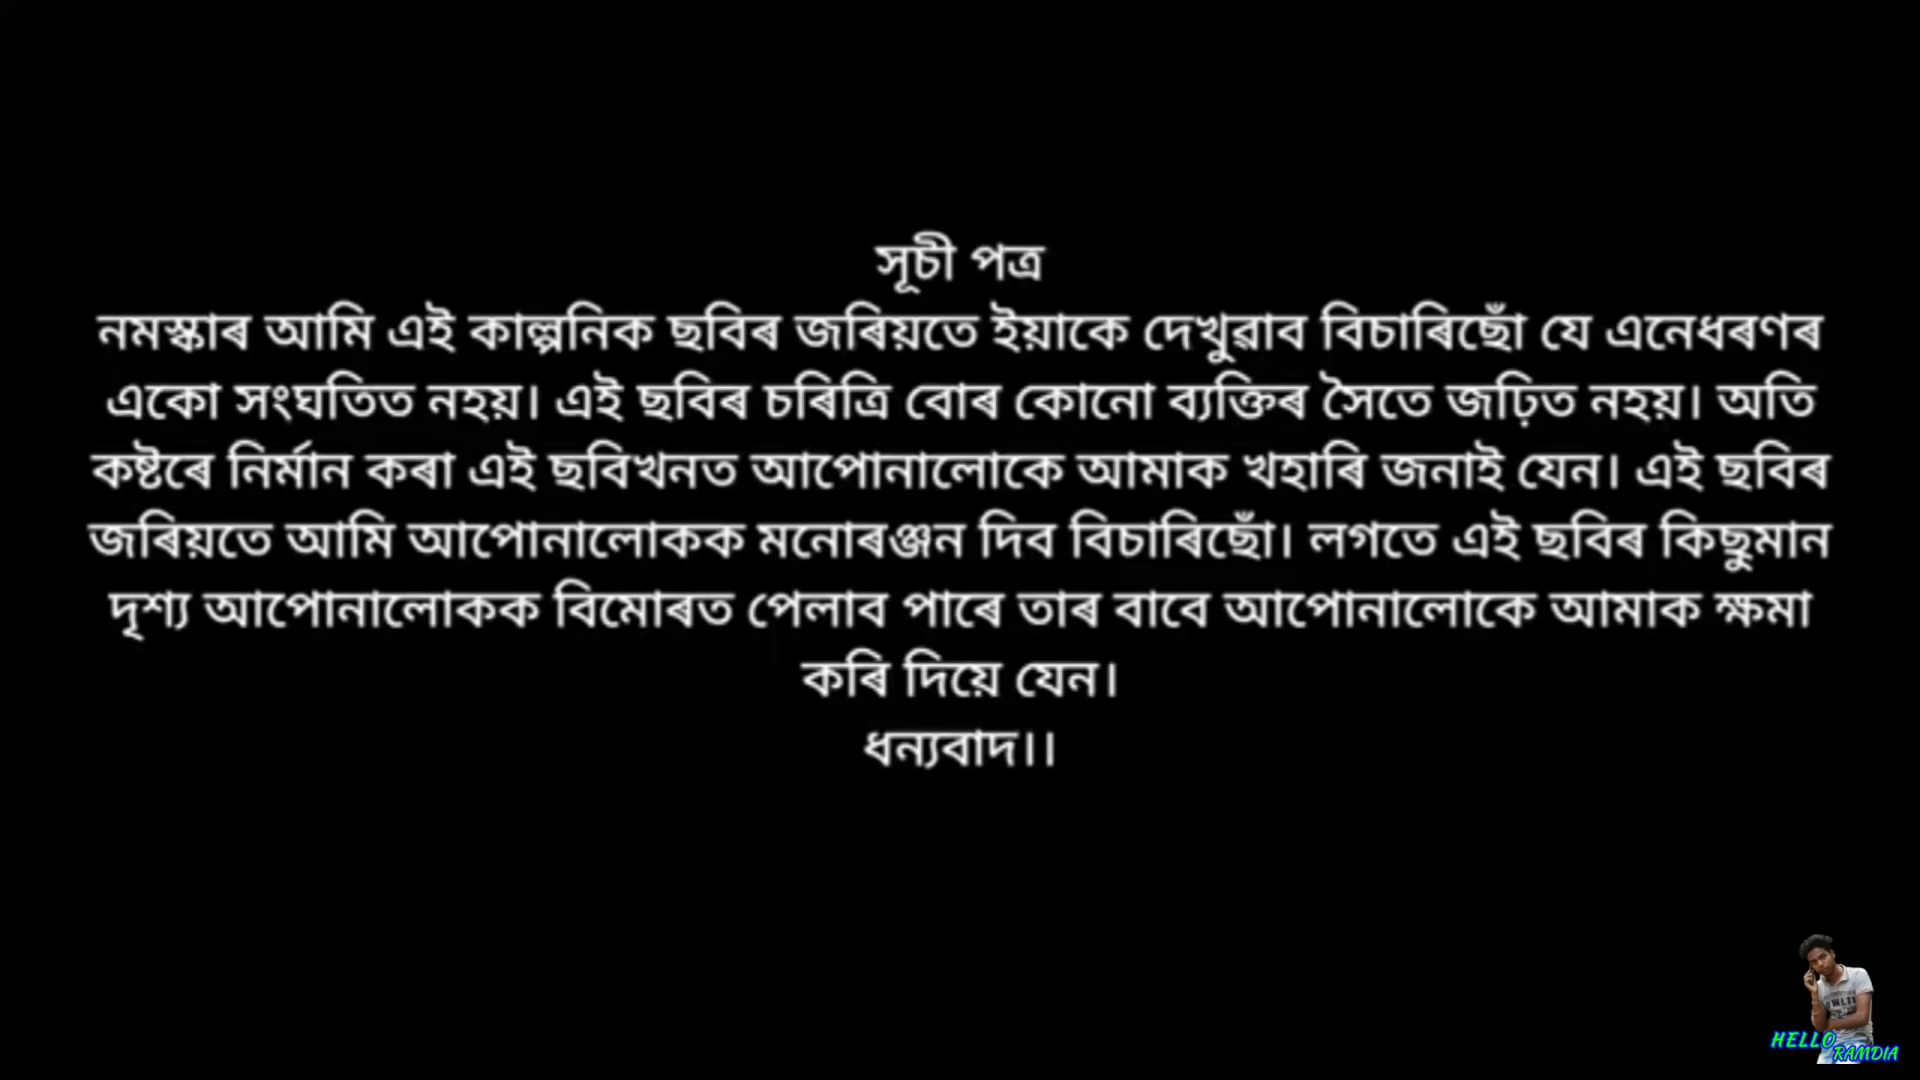 সূচী পত্ৰ
নমস্কাৰ আমি এই কাল্পনিক ছবিৰ জৰিয়তে ইয়াকে দেখুৱাব বিচাৰিছোঁ যে এনেধৰণৰ
একো সংঘতিত নহয়। এই ছবিৰ চৰিত্ৰি বোৰ কোনো ব্যক্তিৰ সৈতে জঢ়িত নহয়। অতি
কষ্টৰে নিৰ্মান কৰা এই ছবিখনত আপোনালোকে আমাক খহাৰি জনাই যেন। এই ছবিৰ
জৰিয়তে আমি আপোনালোকক মনোৰঞ্জন দিব বিচাৰিছোঁ। লগতে এই ছবিৰ কিছুমান
দৃশ্য আপোনালোকক বিমোৰত পেলাব পাৰে তাৰ বাবে আপোনালোকে আমাক ক্ষমা
কৰি দিয়ে যেন।
ধন্যবাদ।।
HELLO
RAMDIA